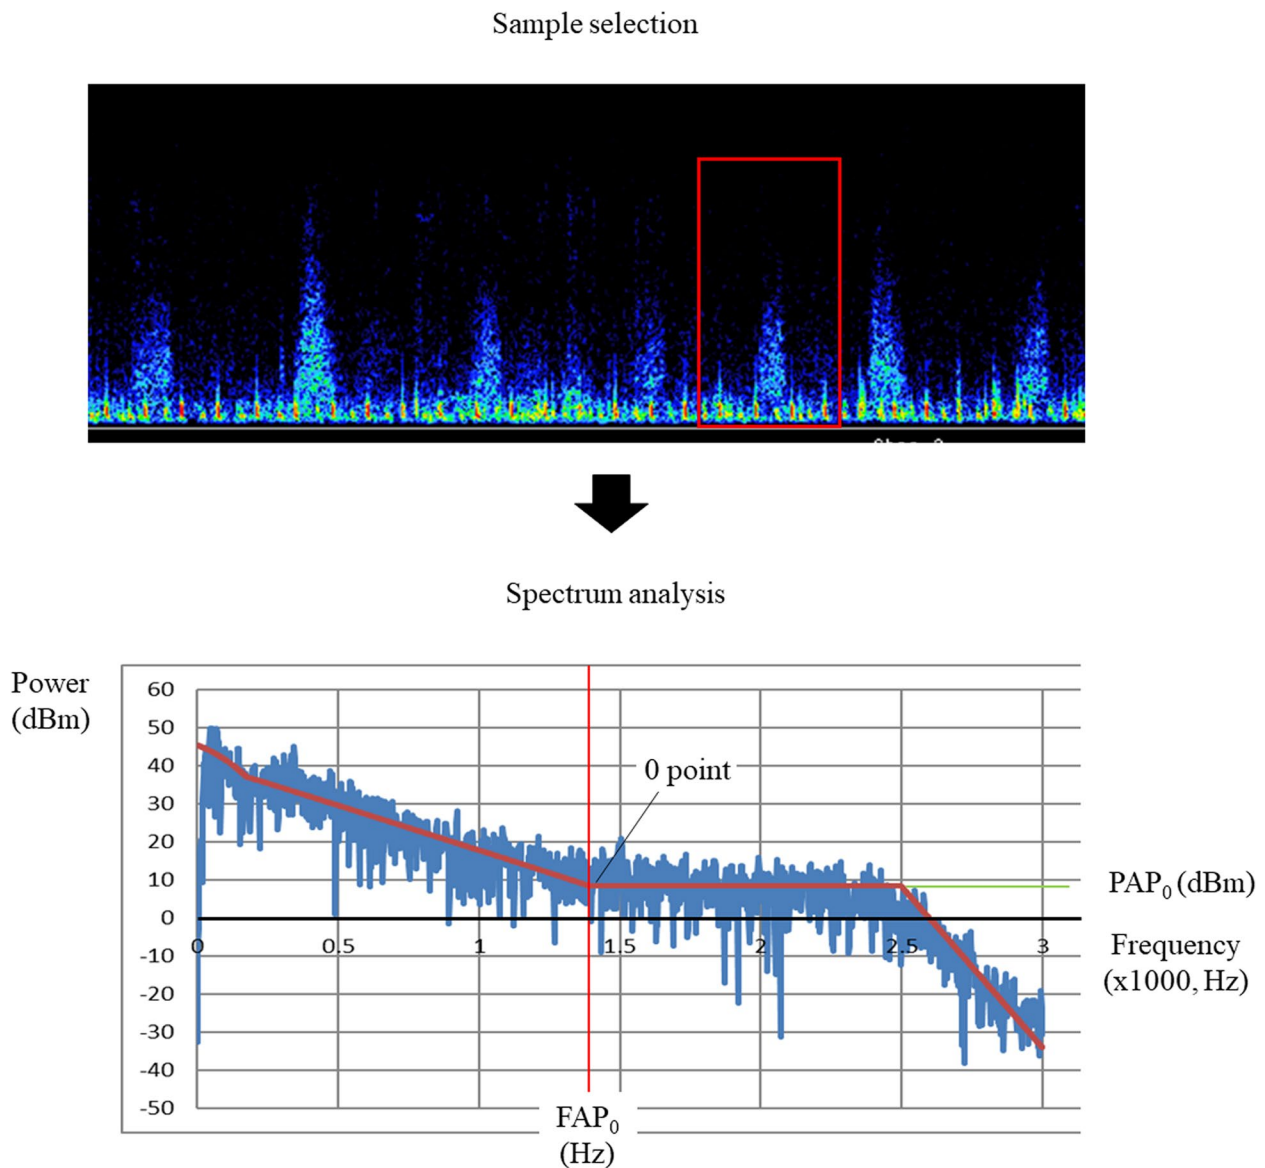 Sample selection
Spectrum analysis
Power
(dBm)
60
50
40
30
20
10
0
-10
-20
-30
-40
-50
0 0.5 1 1.5 2 2.5 3
0 point
PAP0 (dBm)
Frequency
(x1000, Hz)
FAP0
(Hz)